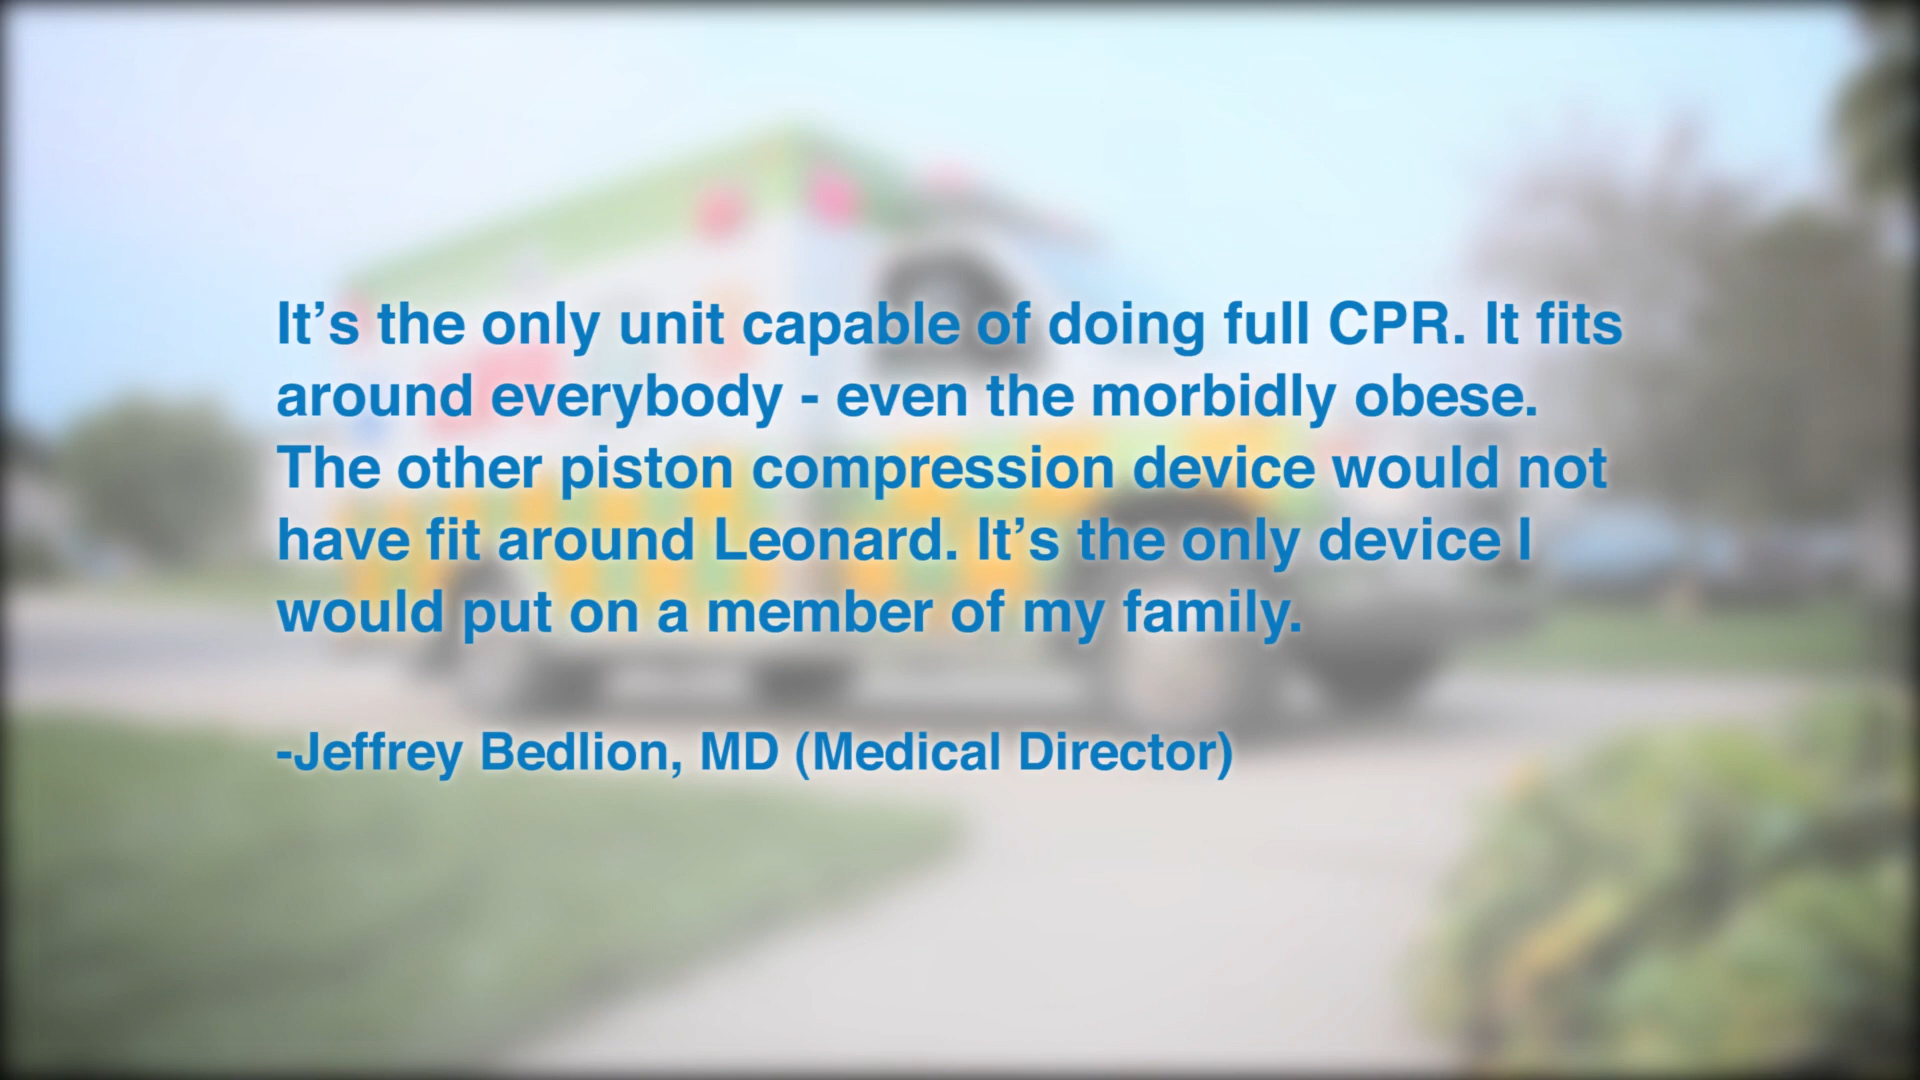 It’s the only unit capable of doing full CPR. It fits
around everybody - even the morbidly obese.
The other piston compression device would not
have fit around Leonard. It’s the only device I
would put on a member of my family.
-Jeffrey Bedlion, MD (Medical Director)